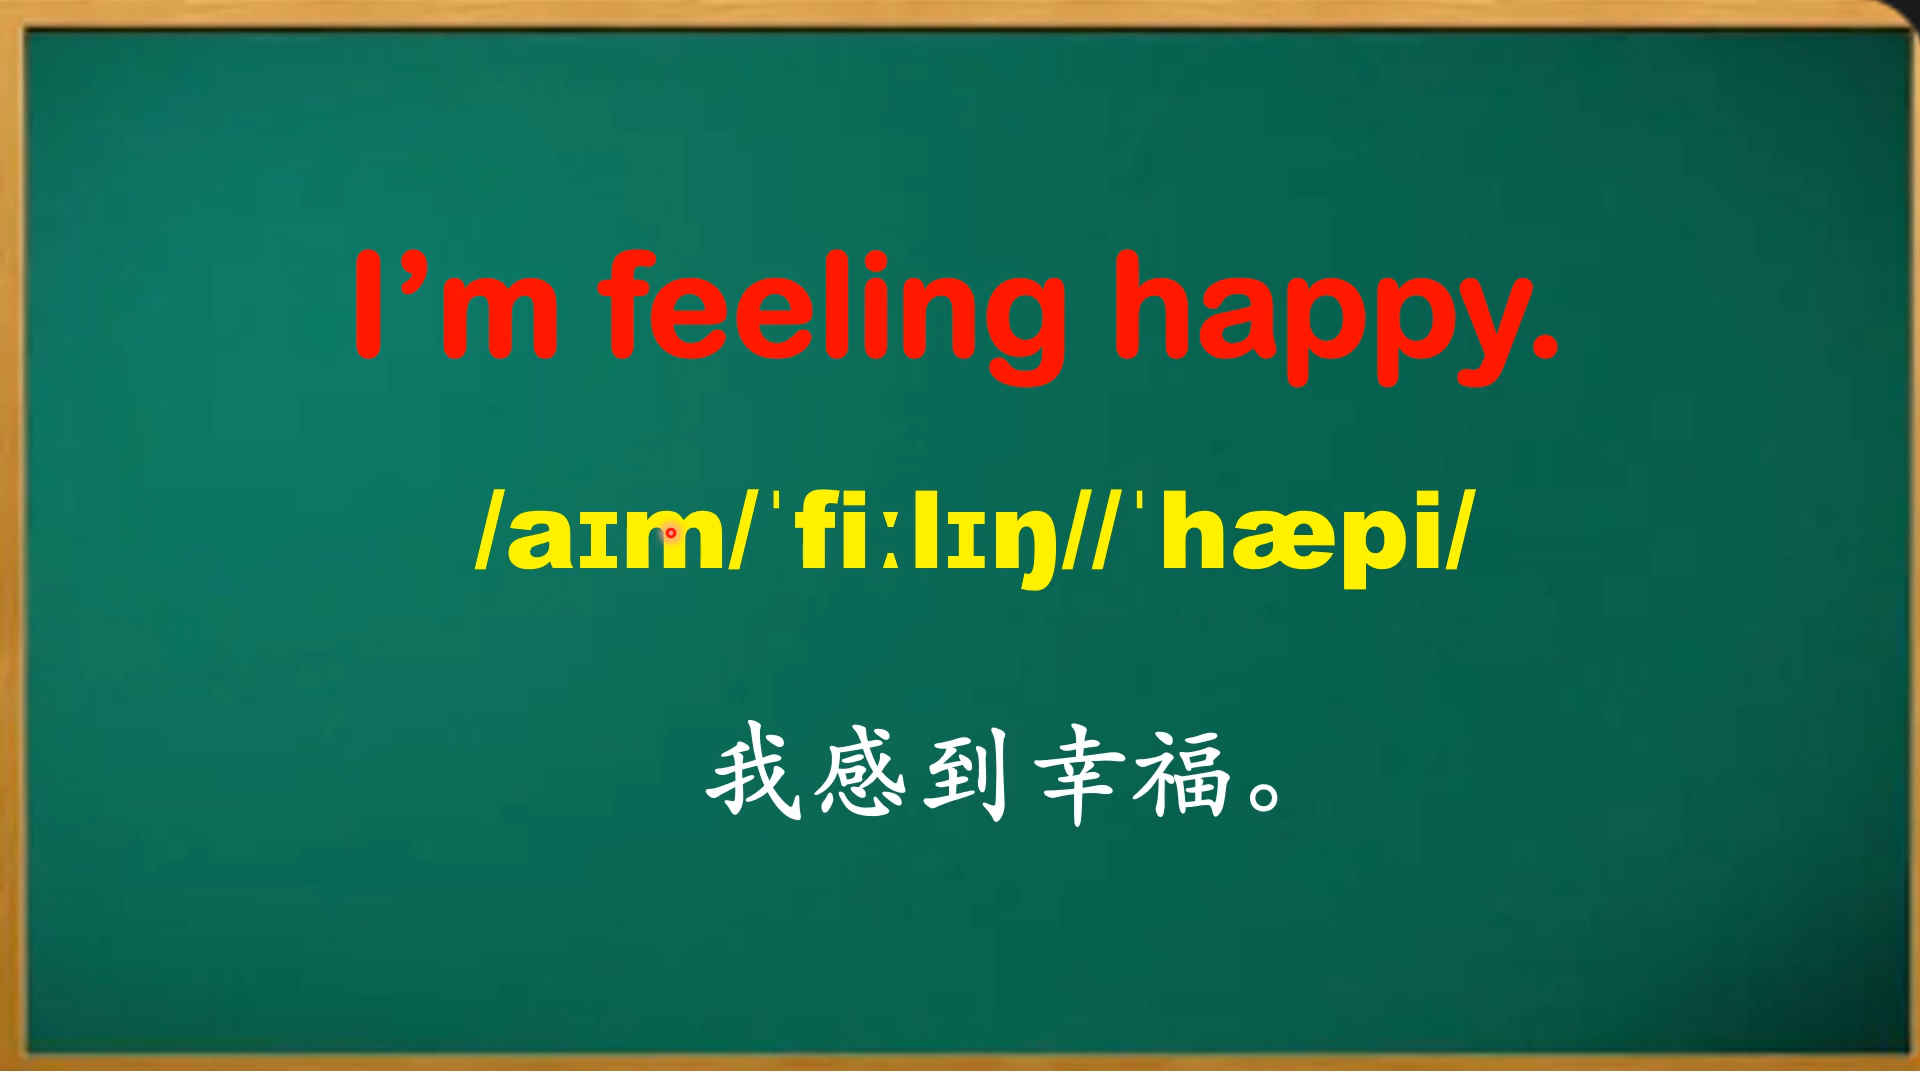 I’m feeling happy.
/aɪm/ˈfiːlɪŋ//ˈhæpi/
我感到幸福。